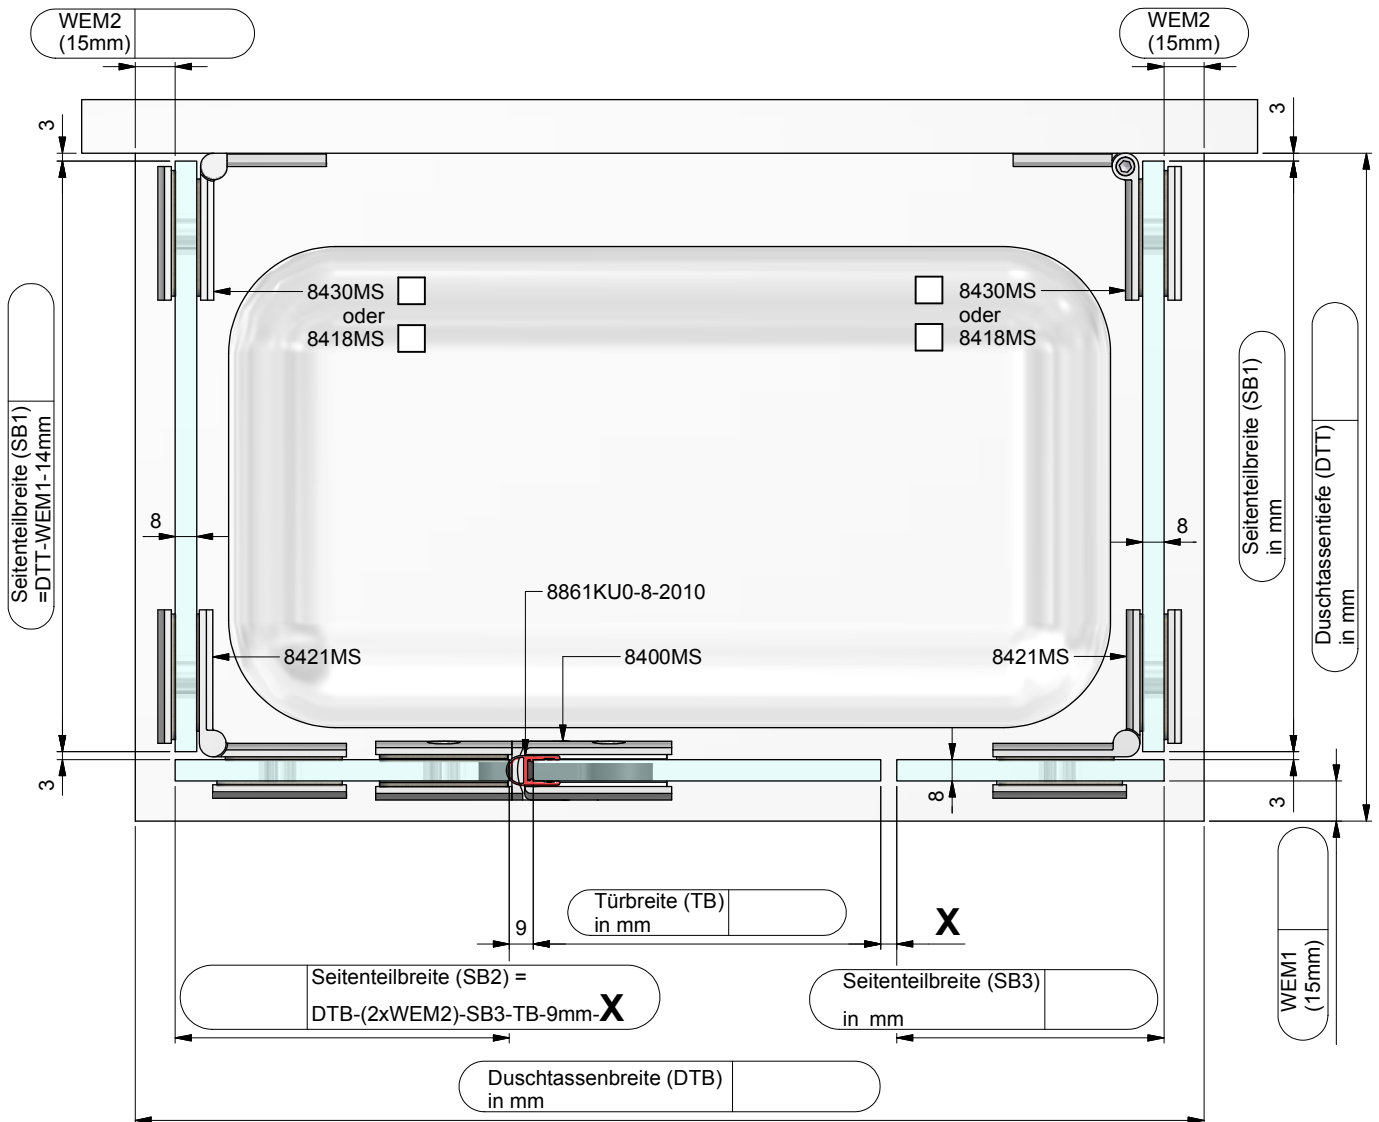 WEM2
(15mm)
WEM2
(15mm)
3
3
8430MS
oder
8418MS
8430MS
oder
8418MS
Seitenteilbreite (SB1)
=DTT-WEM1-14mm
Seitenteilbreite (SB1)
in mm
Duschtassentiefe (DTT)
in mm
8
8
8861KU0-8-2010
8421MS
8400MS
8421MS
3
8
3
Türbreite (TB)
in mm
9
X
WEM1
(15mm)
Seitenteilbreite (SB2) =
DTB-(2xWEM2)-SB3-TB-9mm-X
Seitenteilbreite (SB3)
in mm
Duschtassenbreite (DTB)
in mm